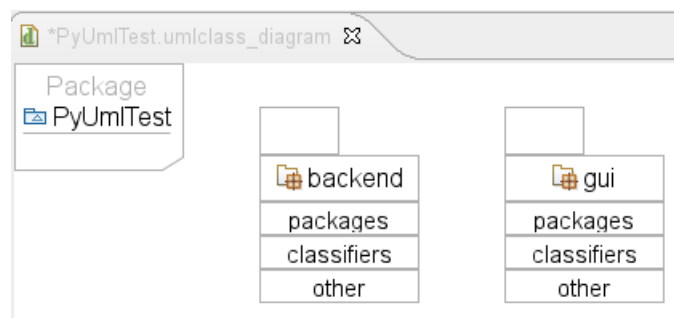 *PyUmlTest.umlclass_diagram
Package
PyUmlTest
backend
packages
classifiers
other
gui
packages
classifiers
other